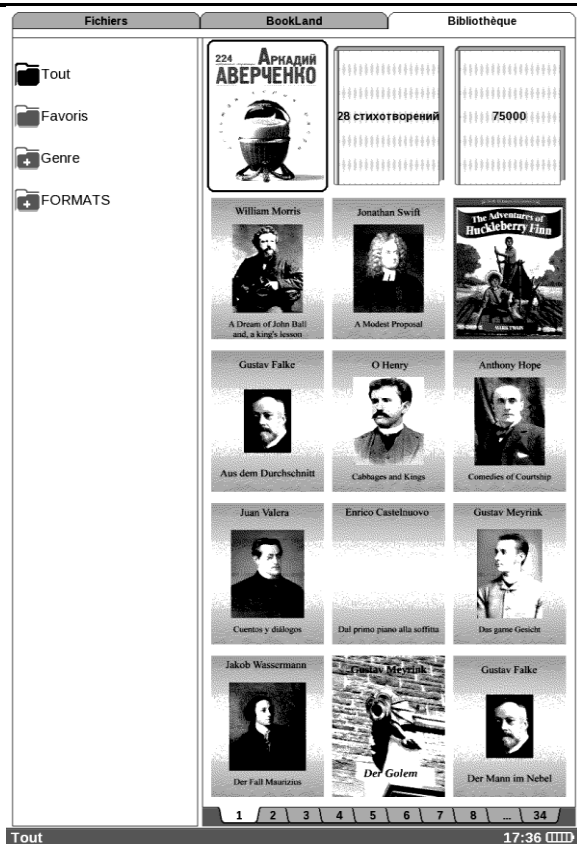 Fichiers
BookLand
Bibliothèque
Tout
Favoris
Genre
FORMATS
224 Аркадий
АВЕРЧЕНКО
28 стихотворений
75000
William Morris
A Dream of John Ball
and, a king's lesson
Jonathan Swift
A Modest Proposal
The Adventures of
Huckleberry Finn
MARK TWAIN
Gustav Falke
Aus dem Durchschnitt
O Henry
Cabbages and Kings
Anthony Hope
Comedies of Courtship
Juan Valera
Cuentos y diálogos
Enrico Castelnuovo
Dal primo piano alla soffitta
Gustav Meyrink
Das game Gesicht
Jakob Wassermann
Der Fall Maurizius
Gustav Meyrink
Der Golem
Gustav Falke
Der Mann im Nebel
1 2 3 4 5 6 7 8 ... 34
Tout
17:36